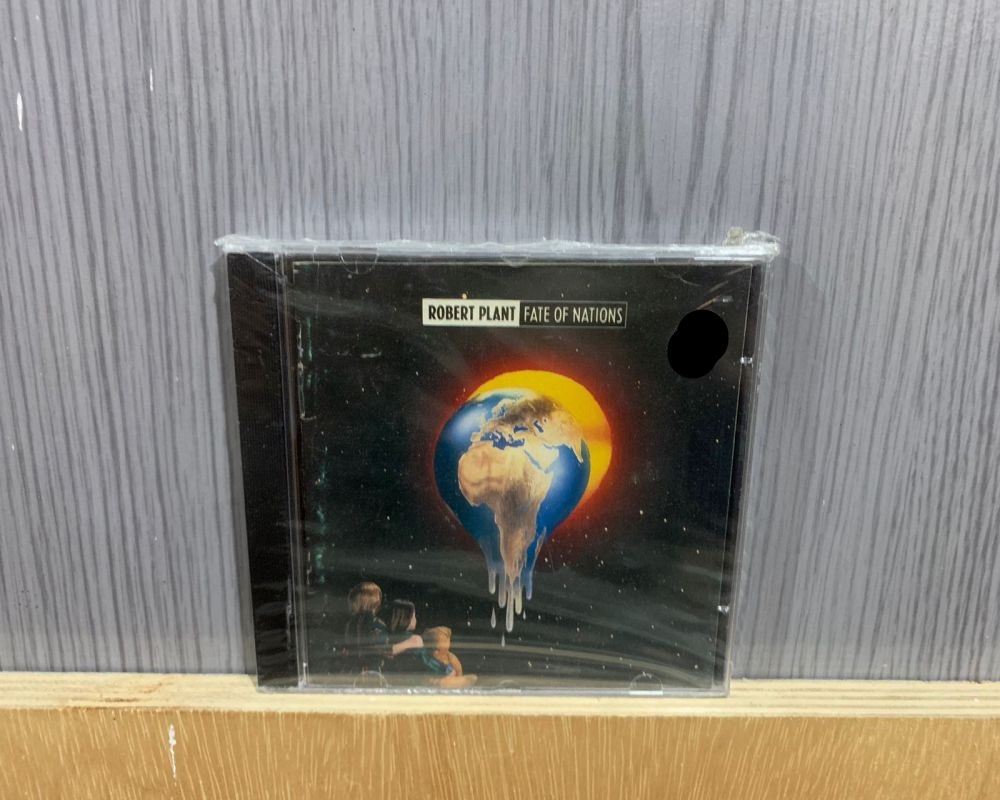 ROBERT PLANT FATE OF NATIONS